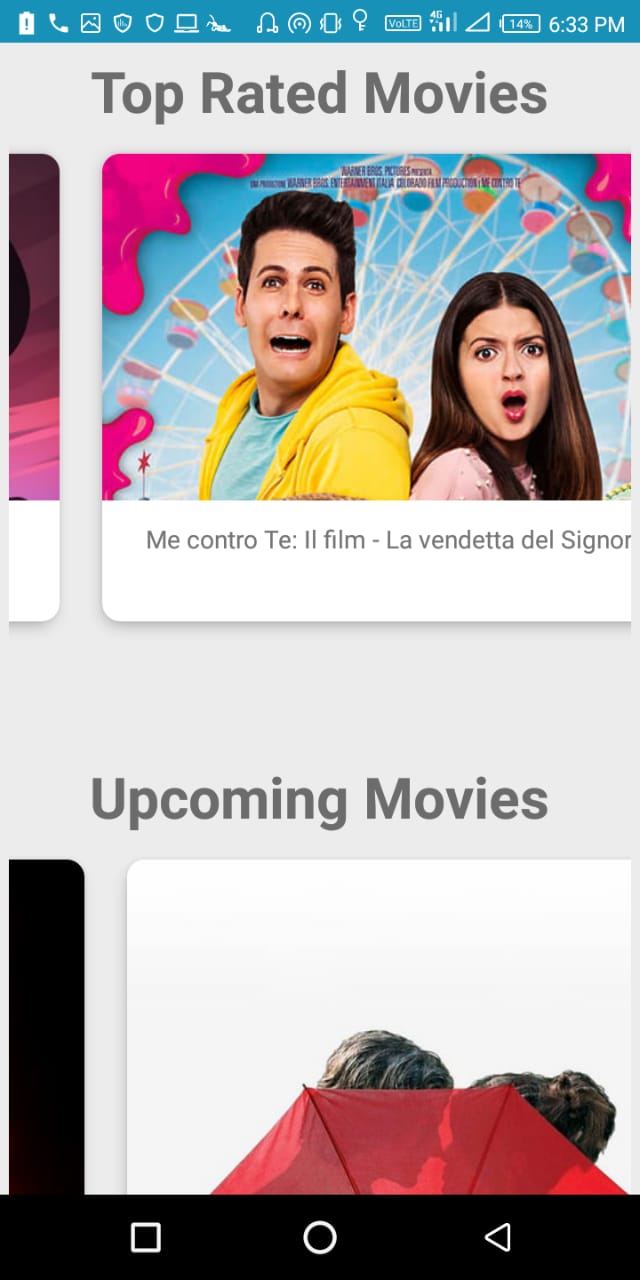 VoLTE 4G 14% 6:33 PM
Top Rated Movies
WARNER BROS. PICTURES PRESENTA
UNA PRODUZIONE WARNER BROS. ENTERTAINMENT ITALIA COLORADO FILM PRODUCTION E ME CONTRO TE
Me contro Te: Il film - La vendetta del Signor
Upcoming Movies